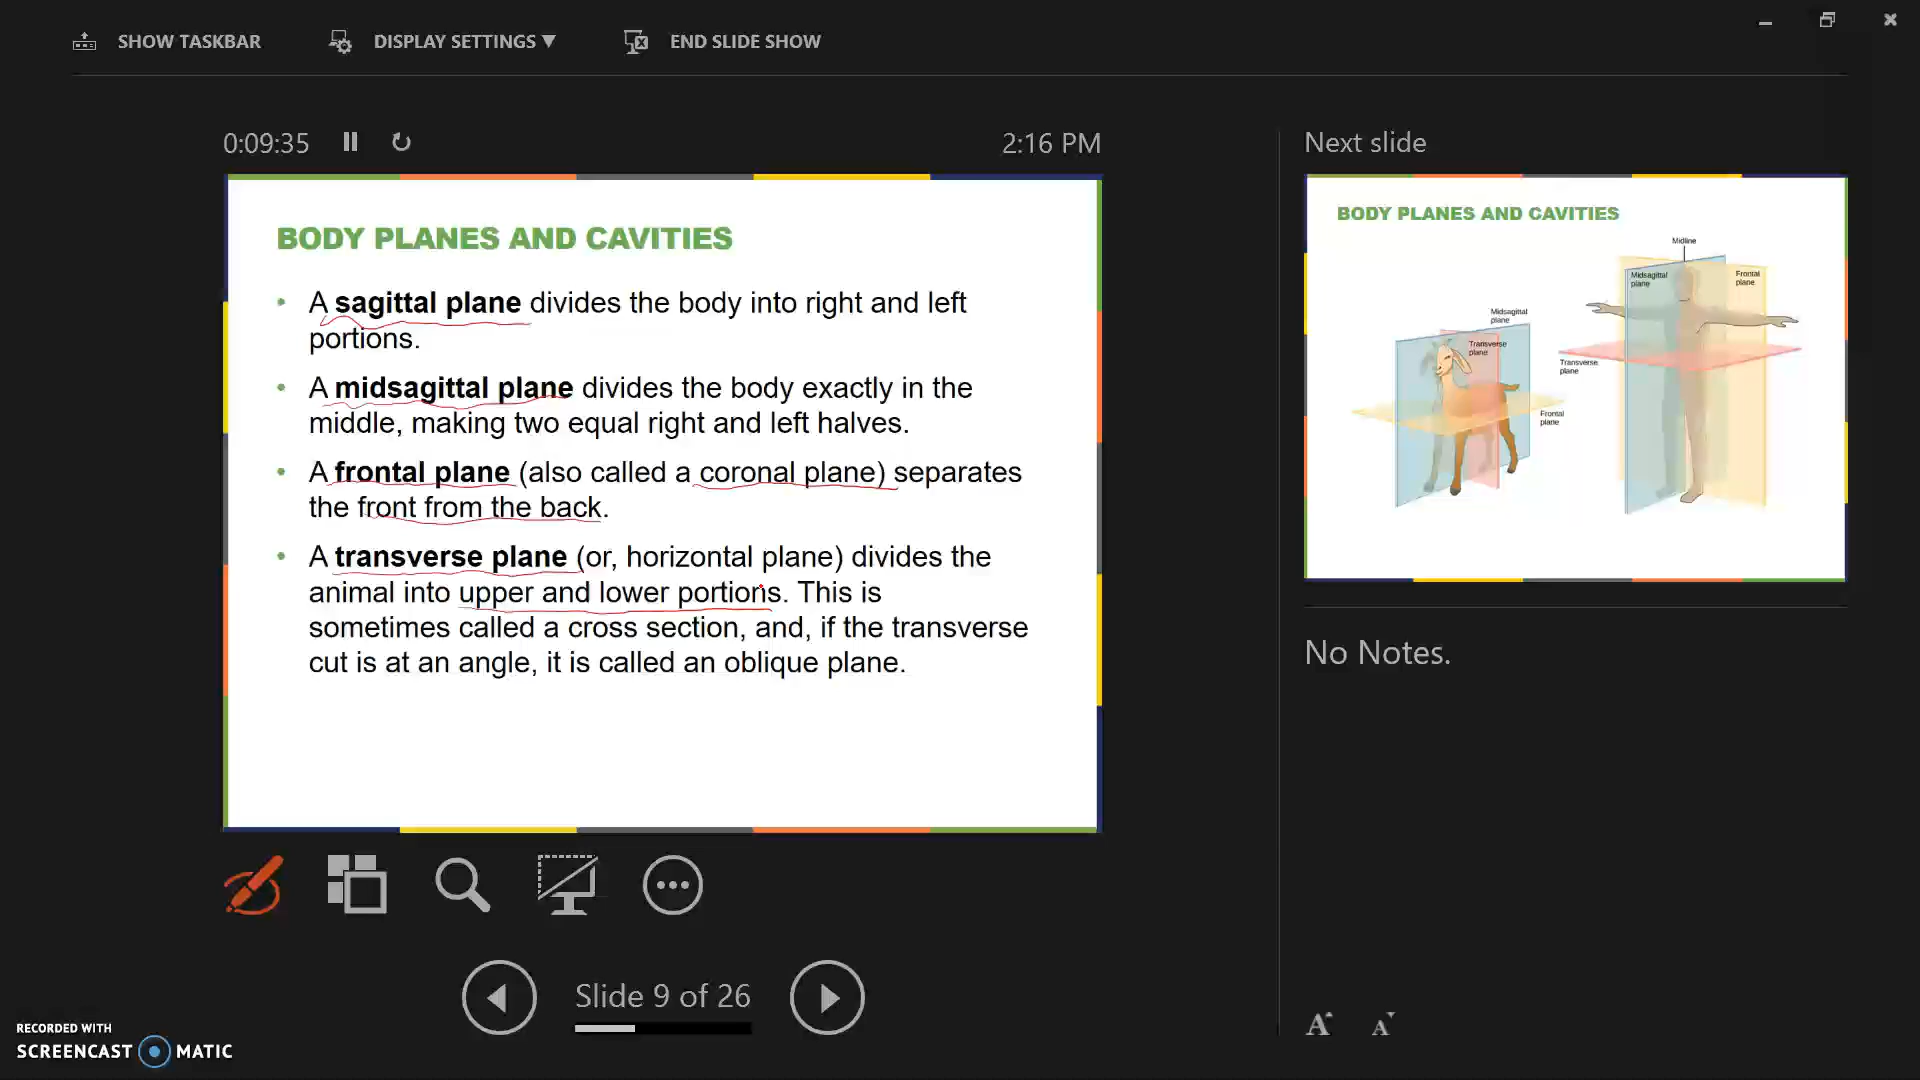 SHOW TASKBAR
DISPLAY SETTINGS ▼
END SLIDE SHOW
0:09:35
2:16 PM
BODY PLANES AND CAVITIES
• A sagittal plane divides the body into right and left
portions.
• A midsagittal plane divides the body exactly in the
middle, making two equal right and left halves.
• A frontal plane (also called a coronal plane) separates
the front from the back.
• A transverse plane (or, horizontal plane) divides the
animal into upper and lower portions. This is
sometimes called a cross section, and, if the transverse
cut is at an angle, it is called an oblique plane.
Slide 9 of 26
Next slide
BODY PLANES AND CAVITIES
Midline
Midsagittal
plane
Frontal
plane
Midsagittal
plane
Transverse
plane
Transverse
plane
Frontal
plane
No Notes.
A A
RECORDED WITH
SCREENCAST MATIC